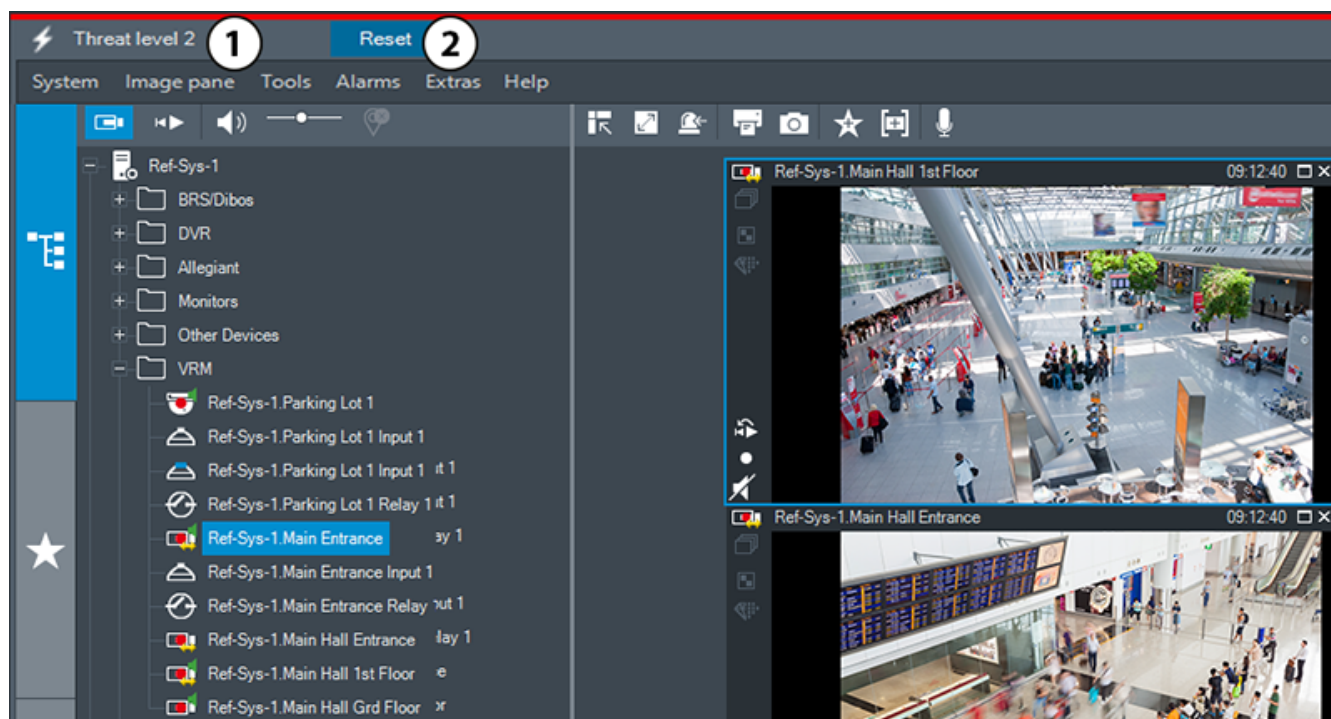 Threat level 2
1
Reset
2
System Image pane Tools Alarms Extras Help
Ref-Sys-1
BRS/Dibos
DVR
Allegiant
Monitors
Other Devices
VRM
Ref-Sys-1.Parking Lot 1
Ref-Sys-1.Parking Lot 1 Input 1
Ref-Sys-1.Parking Lot 1 Input 1
Ref-Sys-1.Parking Lot 1 Relay 1
Ref-Sys-1.Main Entrance
Ref-Sys-1.Main Entrance Input 1
Ref-Sys-1.Main Entrance Relay
Ref-Sys-1.Main Hall Entrance
Ref-Sys-1.Main Hall 1st Floor
Ref-Sys-1.Main Hall Grd Floor
Ref-Sys-1.Main Hall 1st Floor 09:12:40
Ref-Sys-1.Main Hall Entrance 09:12:40